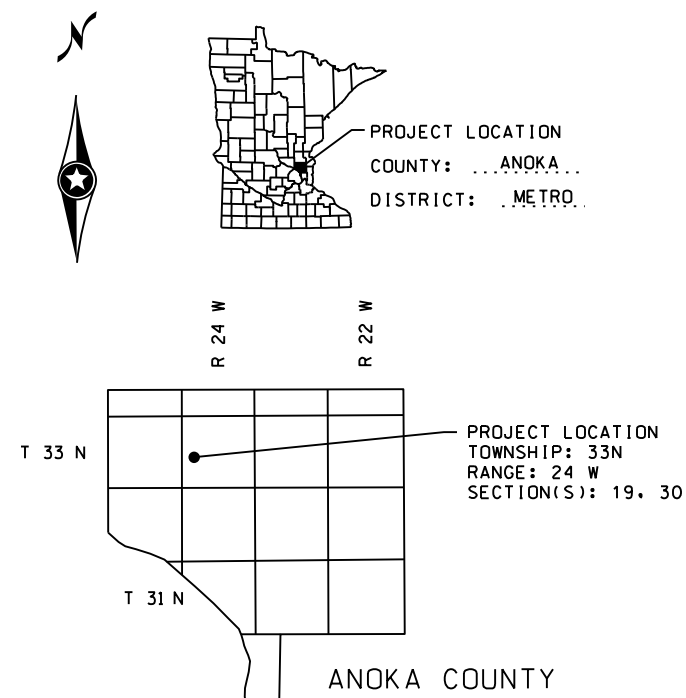 N
PROJECT LOCATION
COUNTY: ANOKA
DISTRICT: METRO
R 24 W
R 22 W
T 33 N
PROJECT LOCATION
TOWNSHIP: 33N
RANGE: 24 W
SECTION(S): 19, 30
T 31 N
ANOKA COUNTY